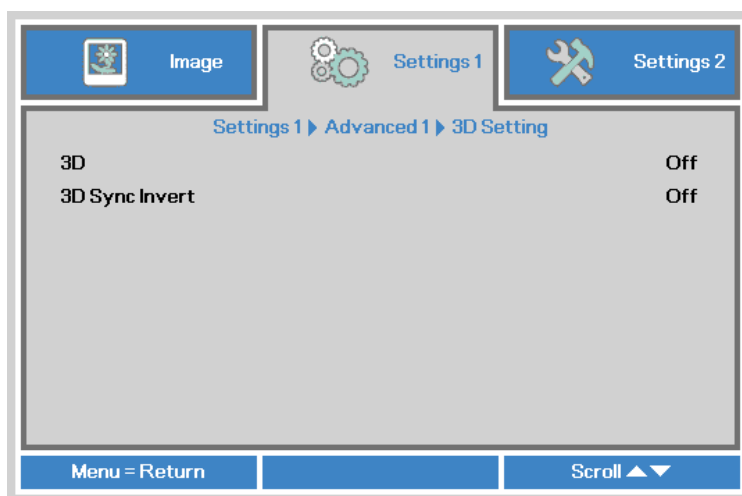 Image
Settings 1
Settings 2
Settings 1 ▶ Advanced 1 ▶ 3D Setting
3D Off
3D Sync Invert Off
Menu = Return
Scroll ▲▼